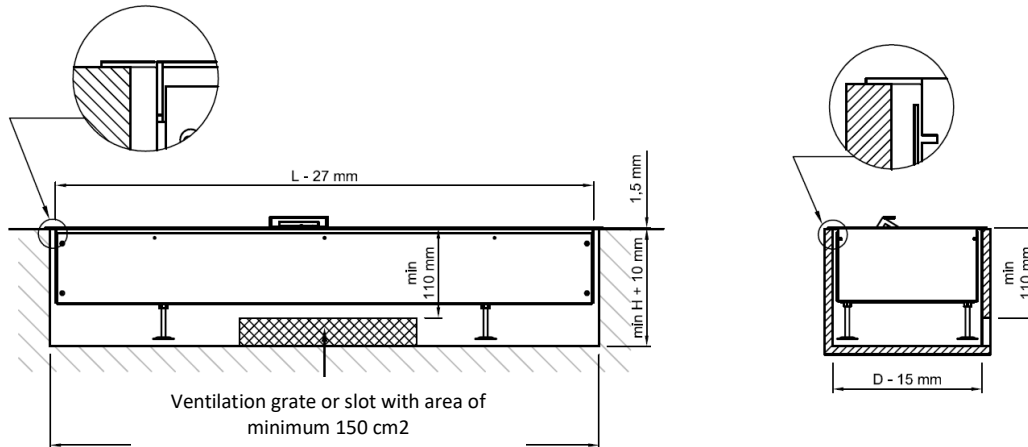 L - 27 mm
1,5 mm
min
110 mm
min H + 10 mm
min
110 mm
D - 15 mm
Ventilation grate or slot with area of
minimum 150 cm2